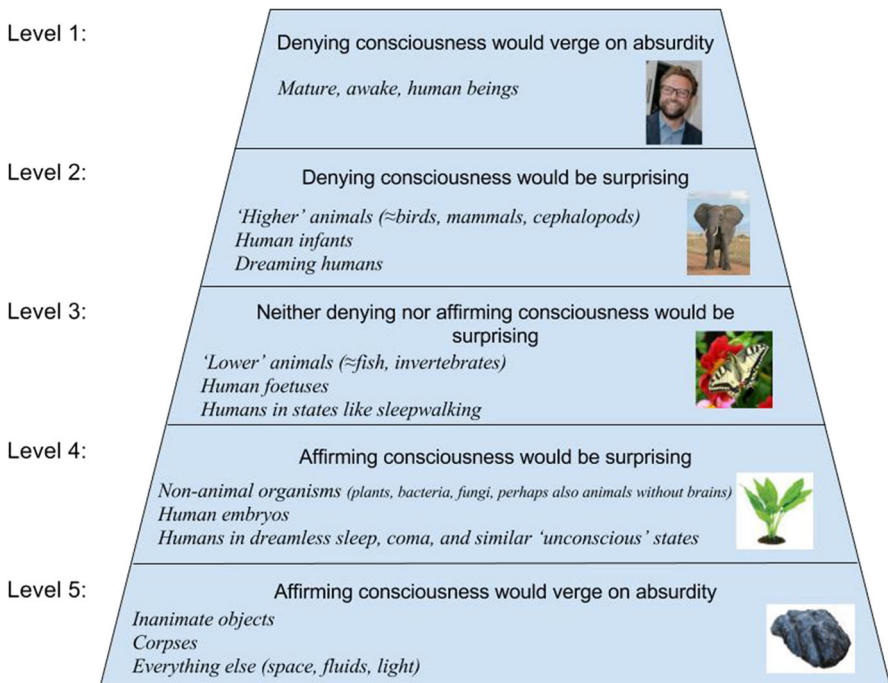 Level 1:
Denying consciousness would verge on absurdity
Mature, awake, human beings
Level 2:
Denying consciousness would be surprising
‘Higher’ animals (≈birds, mammals, cephalopods)
Human infants
Dreaming humans
Level 3:
Neither denying nor affirming consciousness would be
surprising
‘Lower’ animals (≈fish, invertebrates)
Human foetuses
Humans in states like sleepwalking
Level 4:
Affirming consciousness would be surprising
Non-animal organisms (plants, bacteria, fungi, perhaps also animals without brains)
Human embryos
Humans in dreamless sleep, coma, and similar ‘unconscious’ states
Level 5:
Affirming consciousness would verge on absurdity
Inanimate objects
Corpses
Everything else (space, fluids, light)